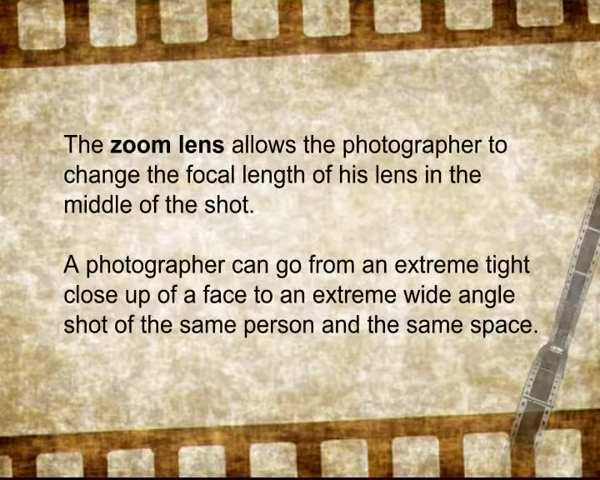 The zoom lens allows the photographer to
change the focal length of his lens in the
middle of the shot.
A photographer can go from an extreme tight
close up of a face to an extreme wide angle
shot of the same person and the same space.